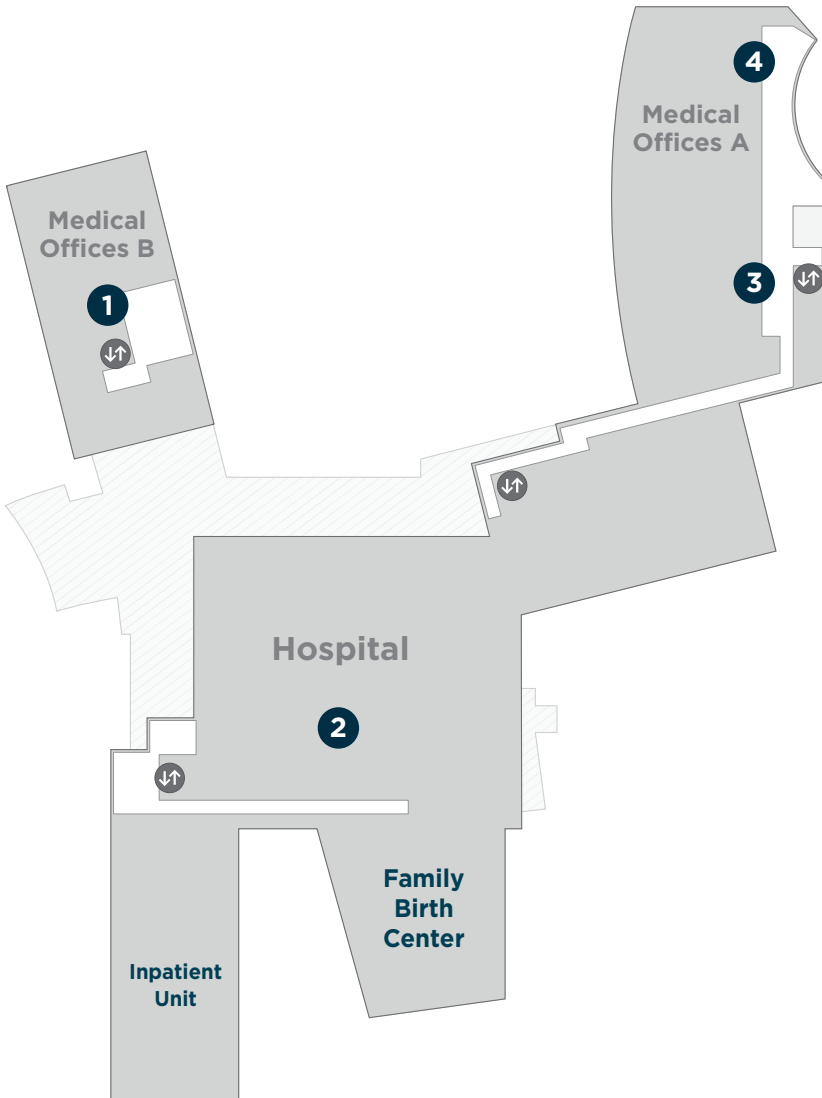 4
Medical
Offices A
Medical
Offices B
3
1
Hospital
2
Family
Birth
Center
Inpatient
Unit